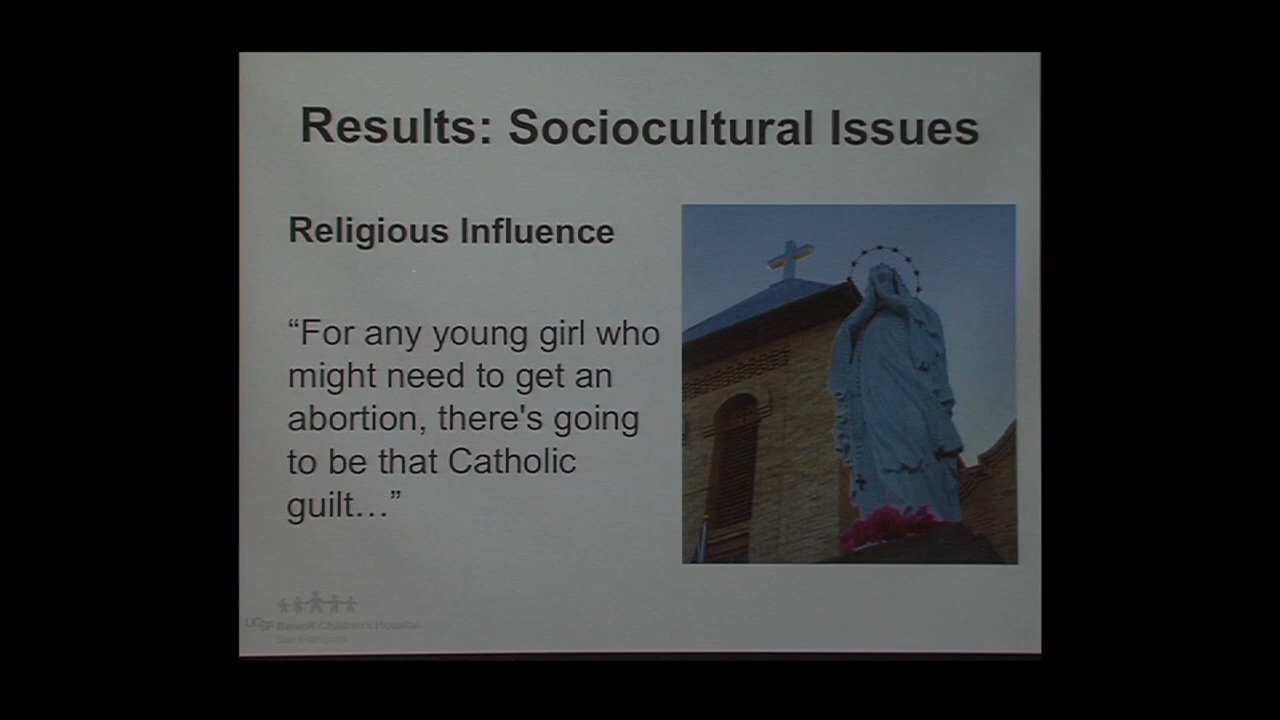 Results: Sociocultural Issues
Religious Influence
“For any young girl who
might need to get an
abortion, there's going
to be that Catholic
guilt…”
UCSF Benioff Children's Hospital
San Francisco